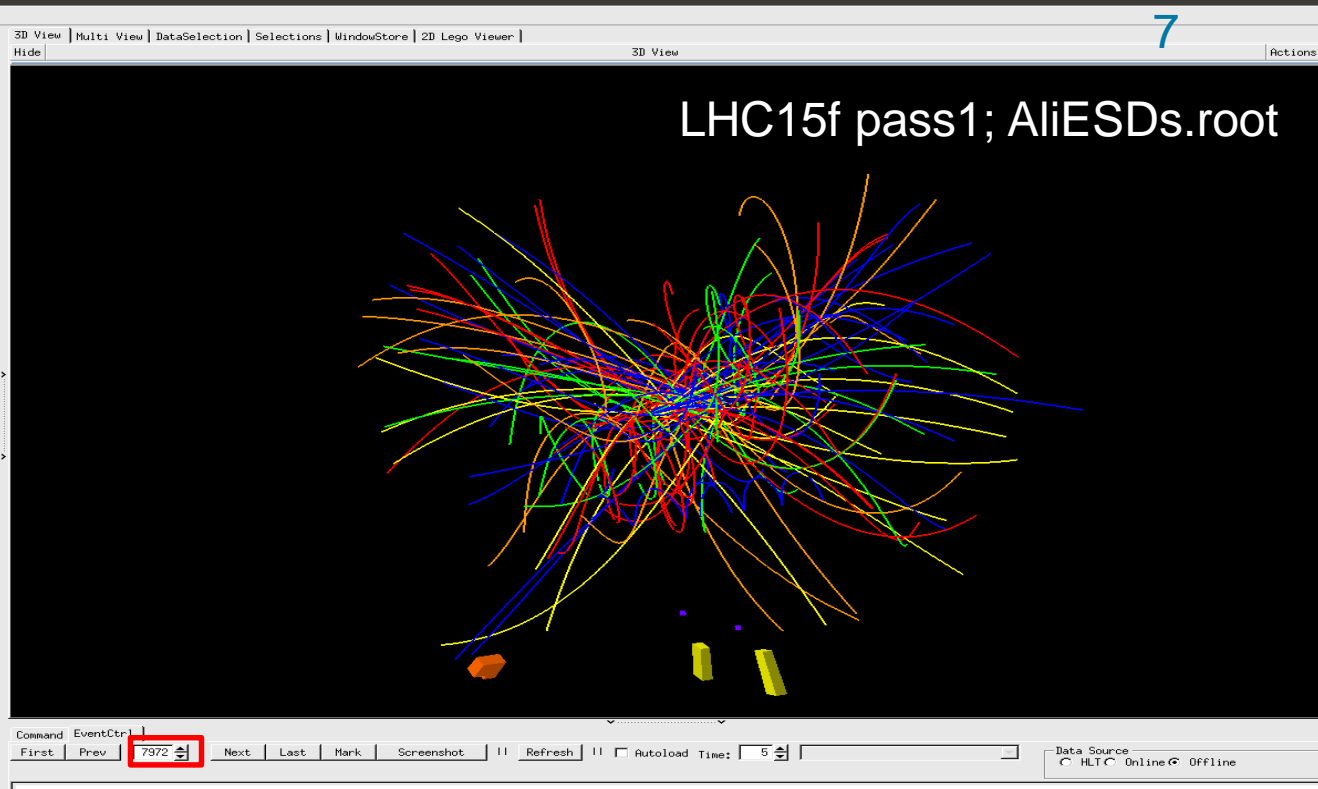 7
3D View Multi View DataSelection Selections WindowStore 2D Lego Viewer
Hide 3D View Actions
LHC15f pass1; AliESDs.root
Command EventCtrl
First Prev 7972 Next Last Mark Screenshot || Refresh || Autoload Time: 5
Data Source
HLT Online Offline